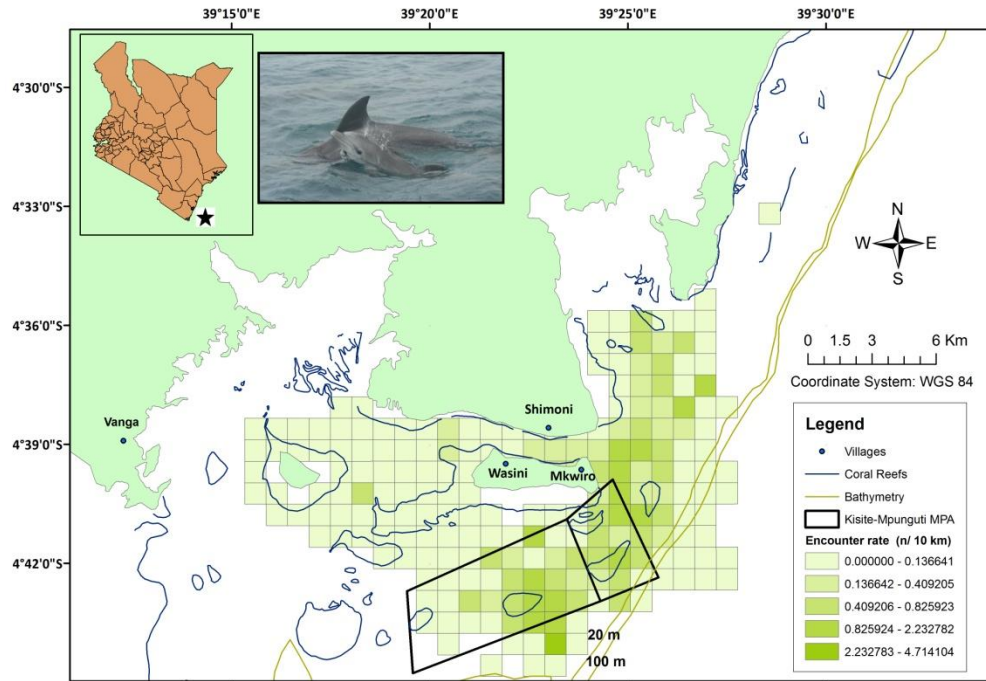 39°15'0"E 39°20'0"E 39°25'0"E 39°30'0"E
4°30'0"S
4°33'0"S
4°36'0"S
4°39'0"S
4°42'0"S
N
W E
S
0 1.5 3 6 Km
Coordinate System: WGS 84
Vanga
Shimoni
Wasini
Mkwiro
20 m
100 m
Legend
Villages
Coral Reefs
Bathymetry
Kisite-Mpunguti MPA
Encounter rate (n/ 10 km)
0.000000 - 0.136641
0.136642 - 0.409205
0.409206 - 0.825923
0.825924 - 2.232782
2.232783 - 4.714104